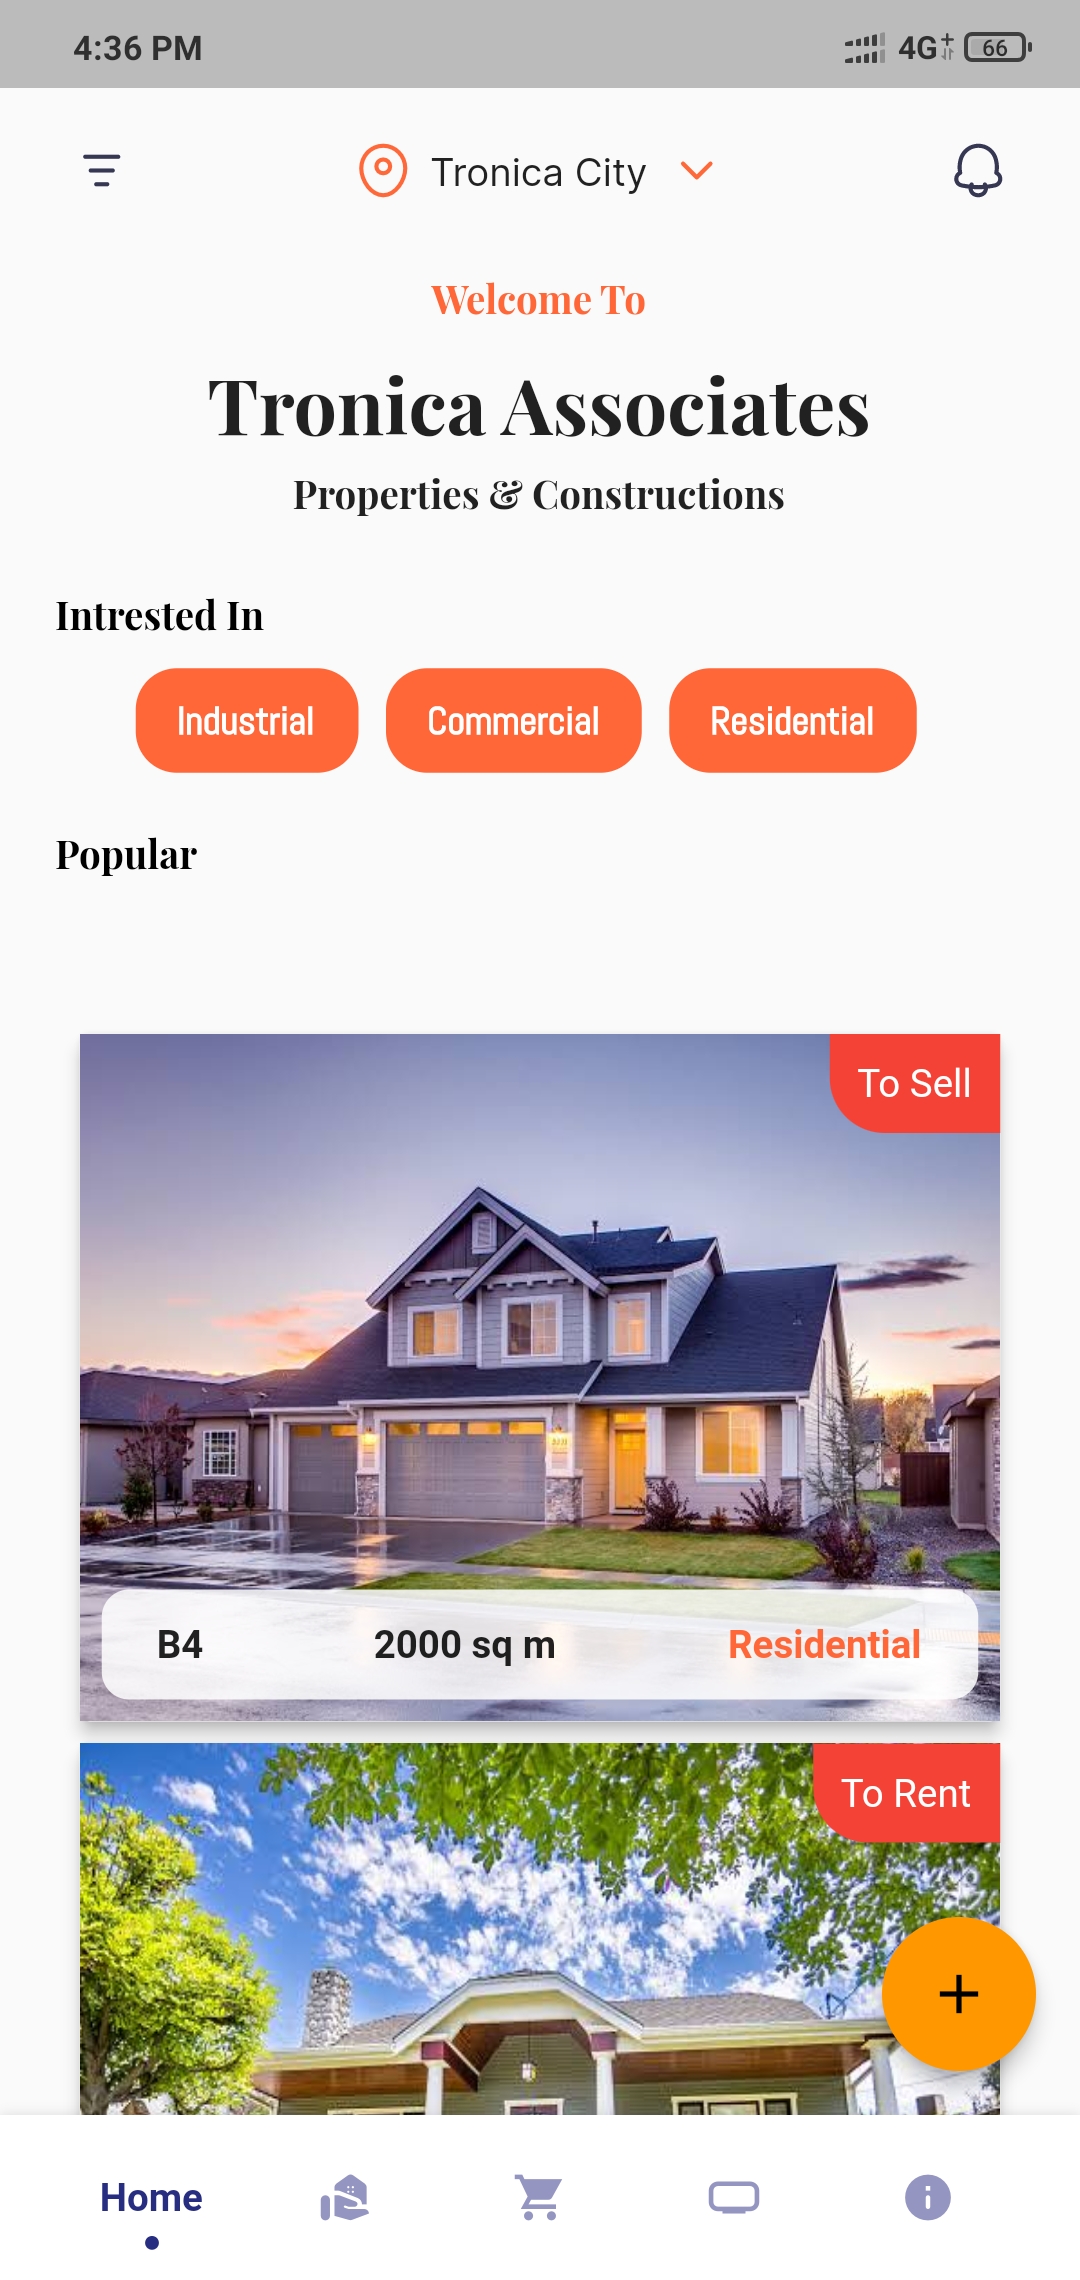 4:36 PM 4G+ 66
Tronica City
Welcome To
Tronica Associates
Properties & Constructions
Intrested In
Industrial Commercial Residential
Popular
To Sell
B4 2000 sq m Residential
To Rent
Home